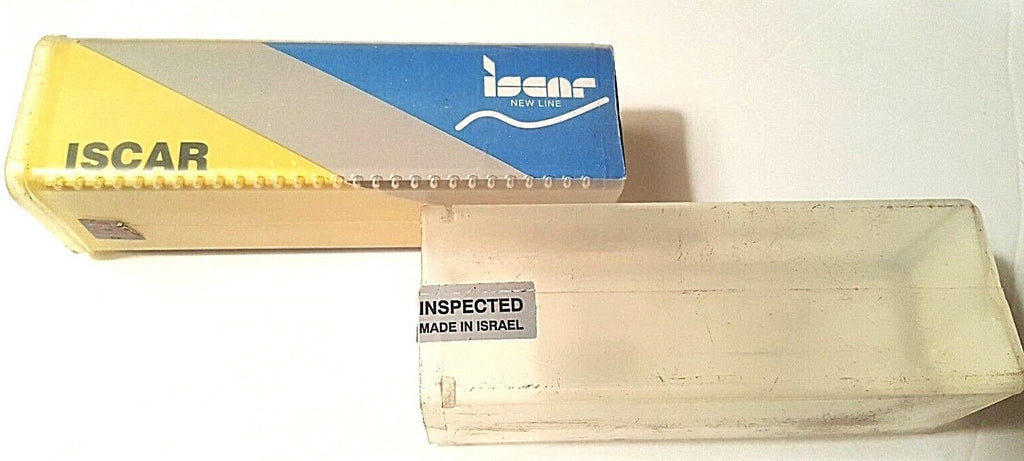 iscar
NEW LINE
ISCAR
INSPECTED
MADE IN ISRAEL